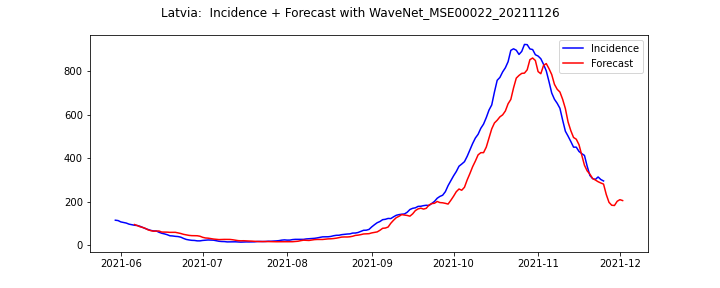 Latvia:  Incidence + Forecast with WaveNet_MSE00022_20211126
Incidence
Forecast
800
600
400
200
0
2021-06 2021-07 2021-08 2021-09 2021-10 2021-11 2021-12